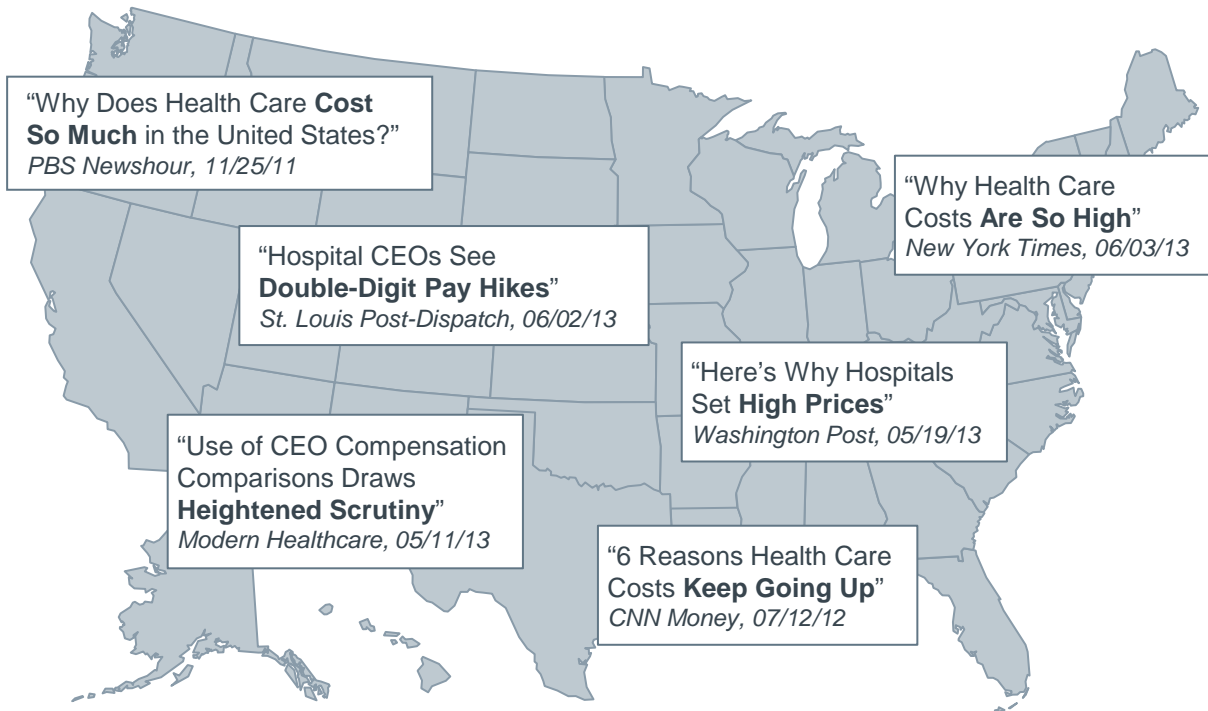 “Why Does Health Care Cost
So Much in the United States?”
PBS Newshour, 11/25/11
“Why Health Care
Costs Are So High”
New York Times, 06/03/13
“Hospital CEOs See
Double-Digit Pay Hikes”
St. Louis Post-Dispatch, 06/02/13
“Here’s Why Hospitals
Set High Prices”
Washington Post, 05/19/13
“Use of CEO Compensation
Comparisons Draws
Heightened Scrutiny”
Modern Healthcare, 05/11/13
“6 Reasons Health Care
Costs Keep Going Up”
CNN Money, 07/12/12